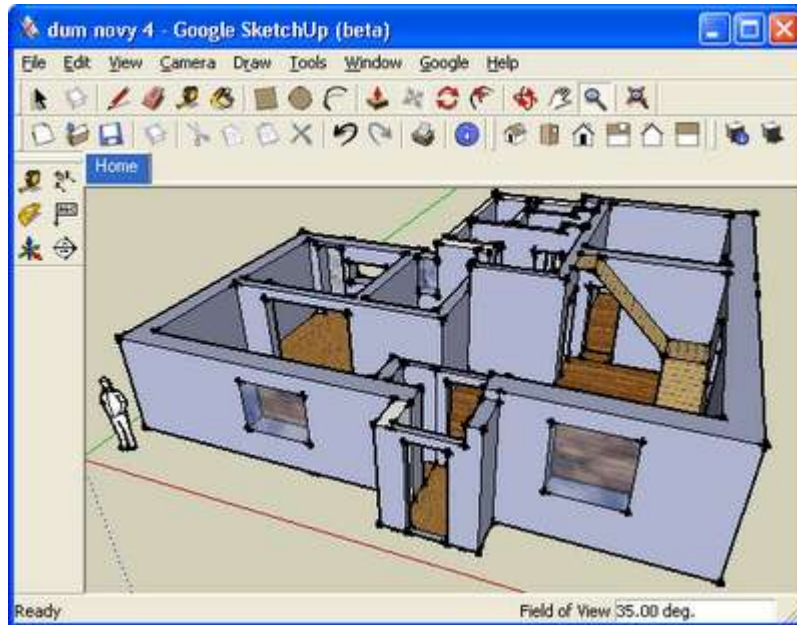 dum novy 4 - Google SketchUp (beta)
File Edit View Camera Draw Tools Window Google Help
Home
Ready
Field of View 35.00 deg.